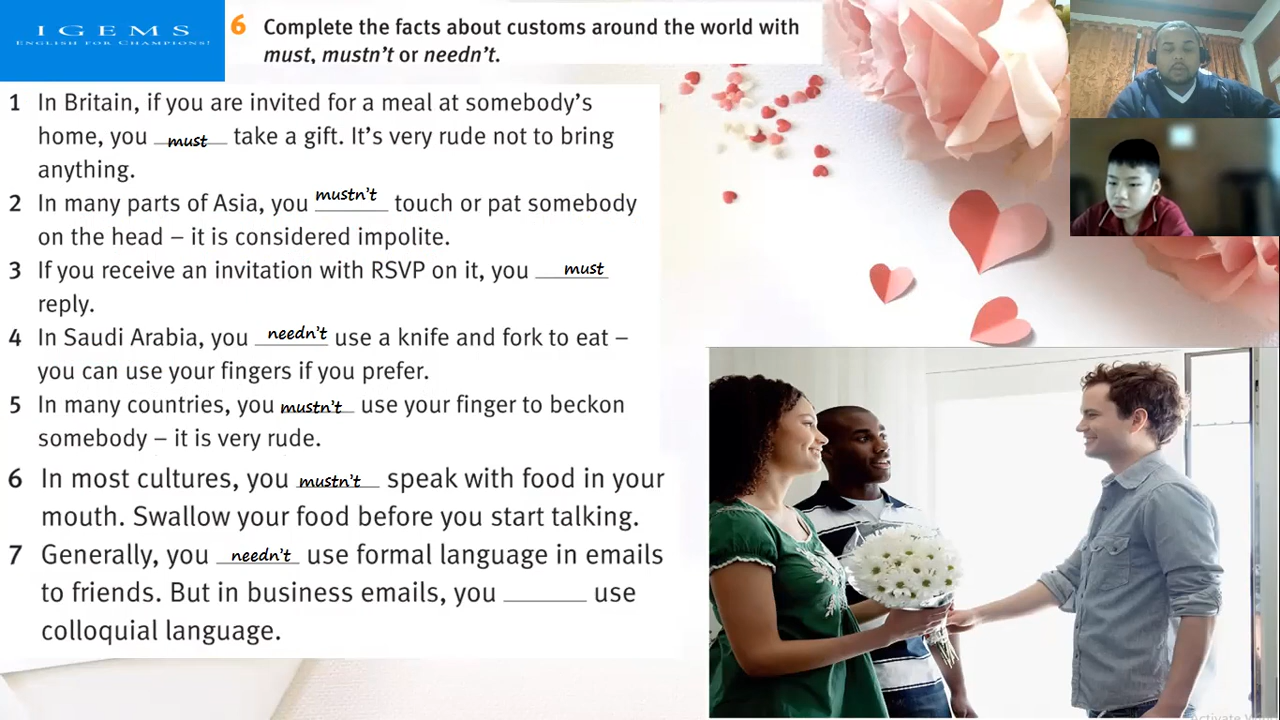 IGEMS
ENGLISH FOR CHAMPIONS!
6 Complete the facts about customs around the world with
must, mustn't or needn't.
1 In Britain, if you are invited for a meal at somebody's
home, you must take a gift. It's very rude not to bring
anything.
2 In many parts of Asia, you mustn't touch or pat somebody
on the head – it is considered impolite.
3 If you receive an invitation with RSVP on it, you must
reply.
4 In Saudi Arabia, you needn't use a knife and fork to eat –
you can use your fingers if you prefer.
5 In many countries, you mustn't use your finger to beckon
somebody – it is very rude.
6 In most cultures, you mustn't speak with food in your
mouth. Swallow your food before you start talking.
7 Generally, you needn't use formal language in emails
to friends. But in business emails, you ______ use
colloquial language.
Activate